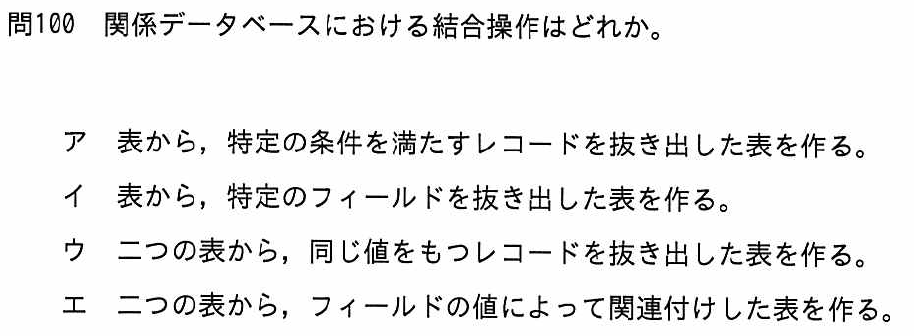 問100 関係データベースにおける結合操作はどれか。
ア 表から，特定の条件を満たすレコードを抜き出した表を作る。
イ 表から，特定のフィールドを抜き出した表を作る。
ウ 二つの表から，同じ値をもつレコードを抜き出した表を作る。
エ 二つの表から，フィールドの値によって関連付けした表を作る。